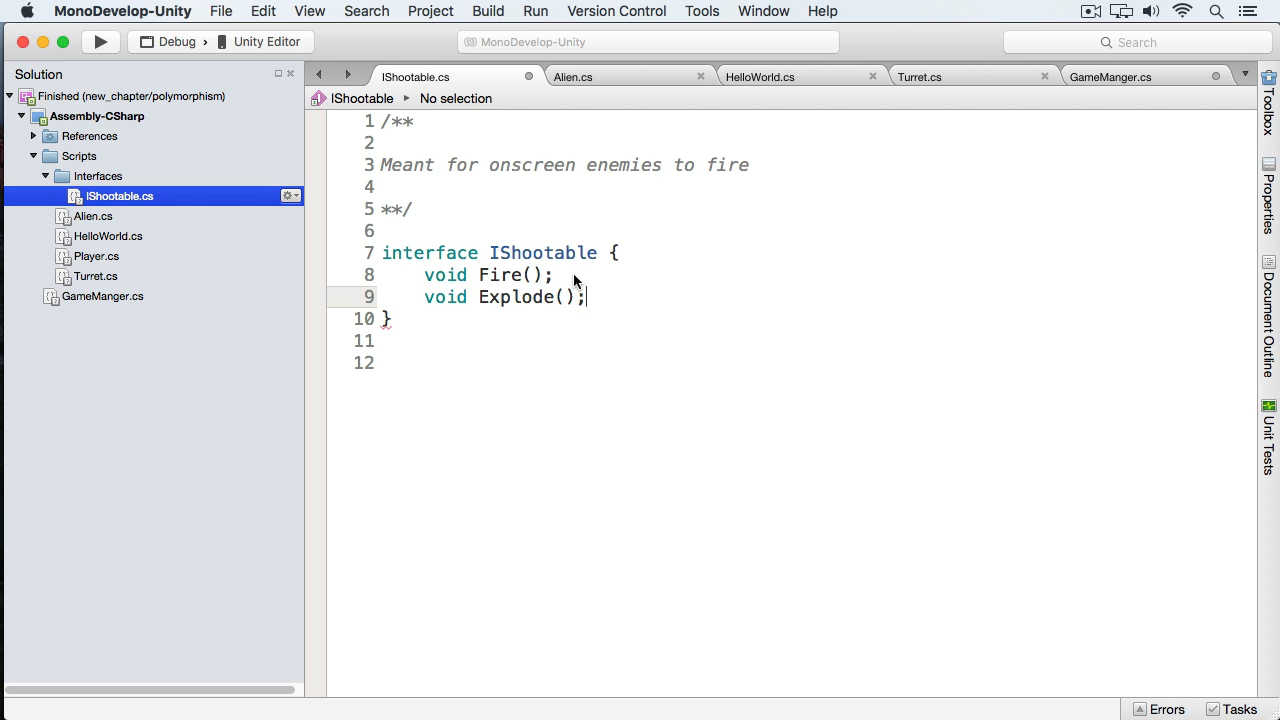 MonoDevelop-Unity File Edit View Search Project Build Run Version Control Tools Window Help
Debug › Unity Editor MonoDevelop-Unity Search
Solution
Finished (new_chapter/polymorphism)
Assembly-CSharp
References
Scripts
Interfaces
IShootable.cs
Alien.cs
HelloWorld.cs
Player.cs
Turret.cs
GameManger.cs
IShootable.cs Alien.cs HelloWorld.cs Turret.cs GameManger.cs
IShootable ▸ No selection
1 /**
2
3 Meant for onscreen enemies to fire
4
5 **/
6
7 interface IShootable {
8 void Fire();
9 void Explode();
10 }
11
12
Toolbox
Properties
Document Outline
Unit Tests
Errors Tasks